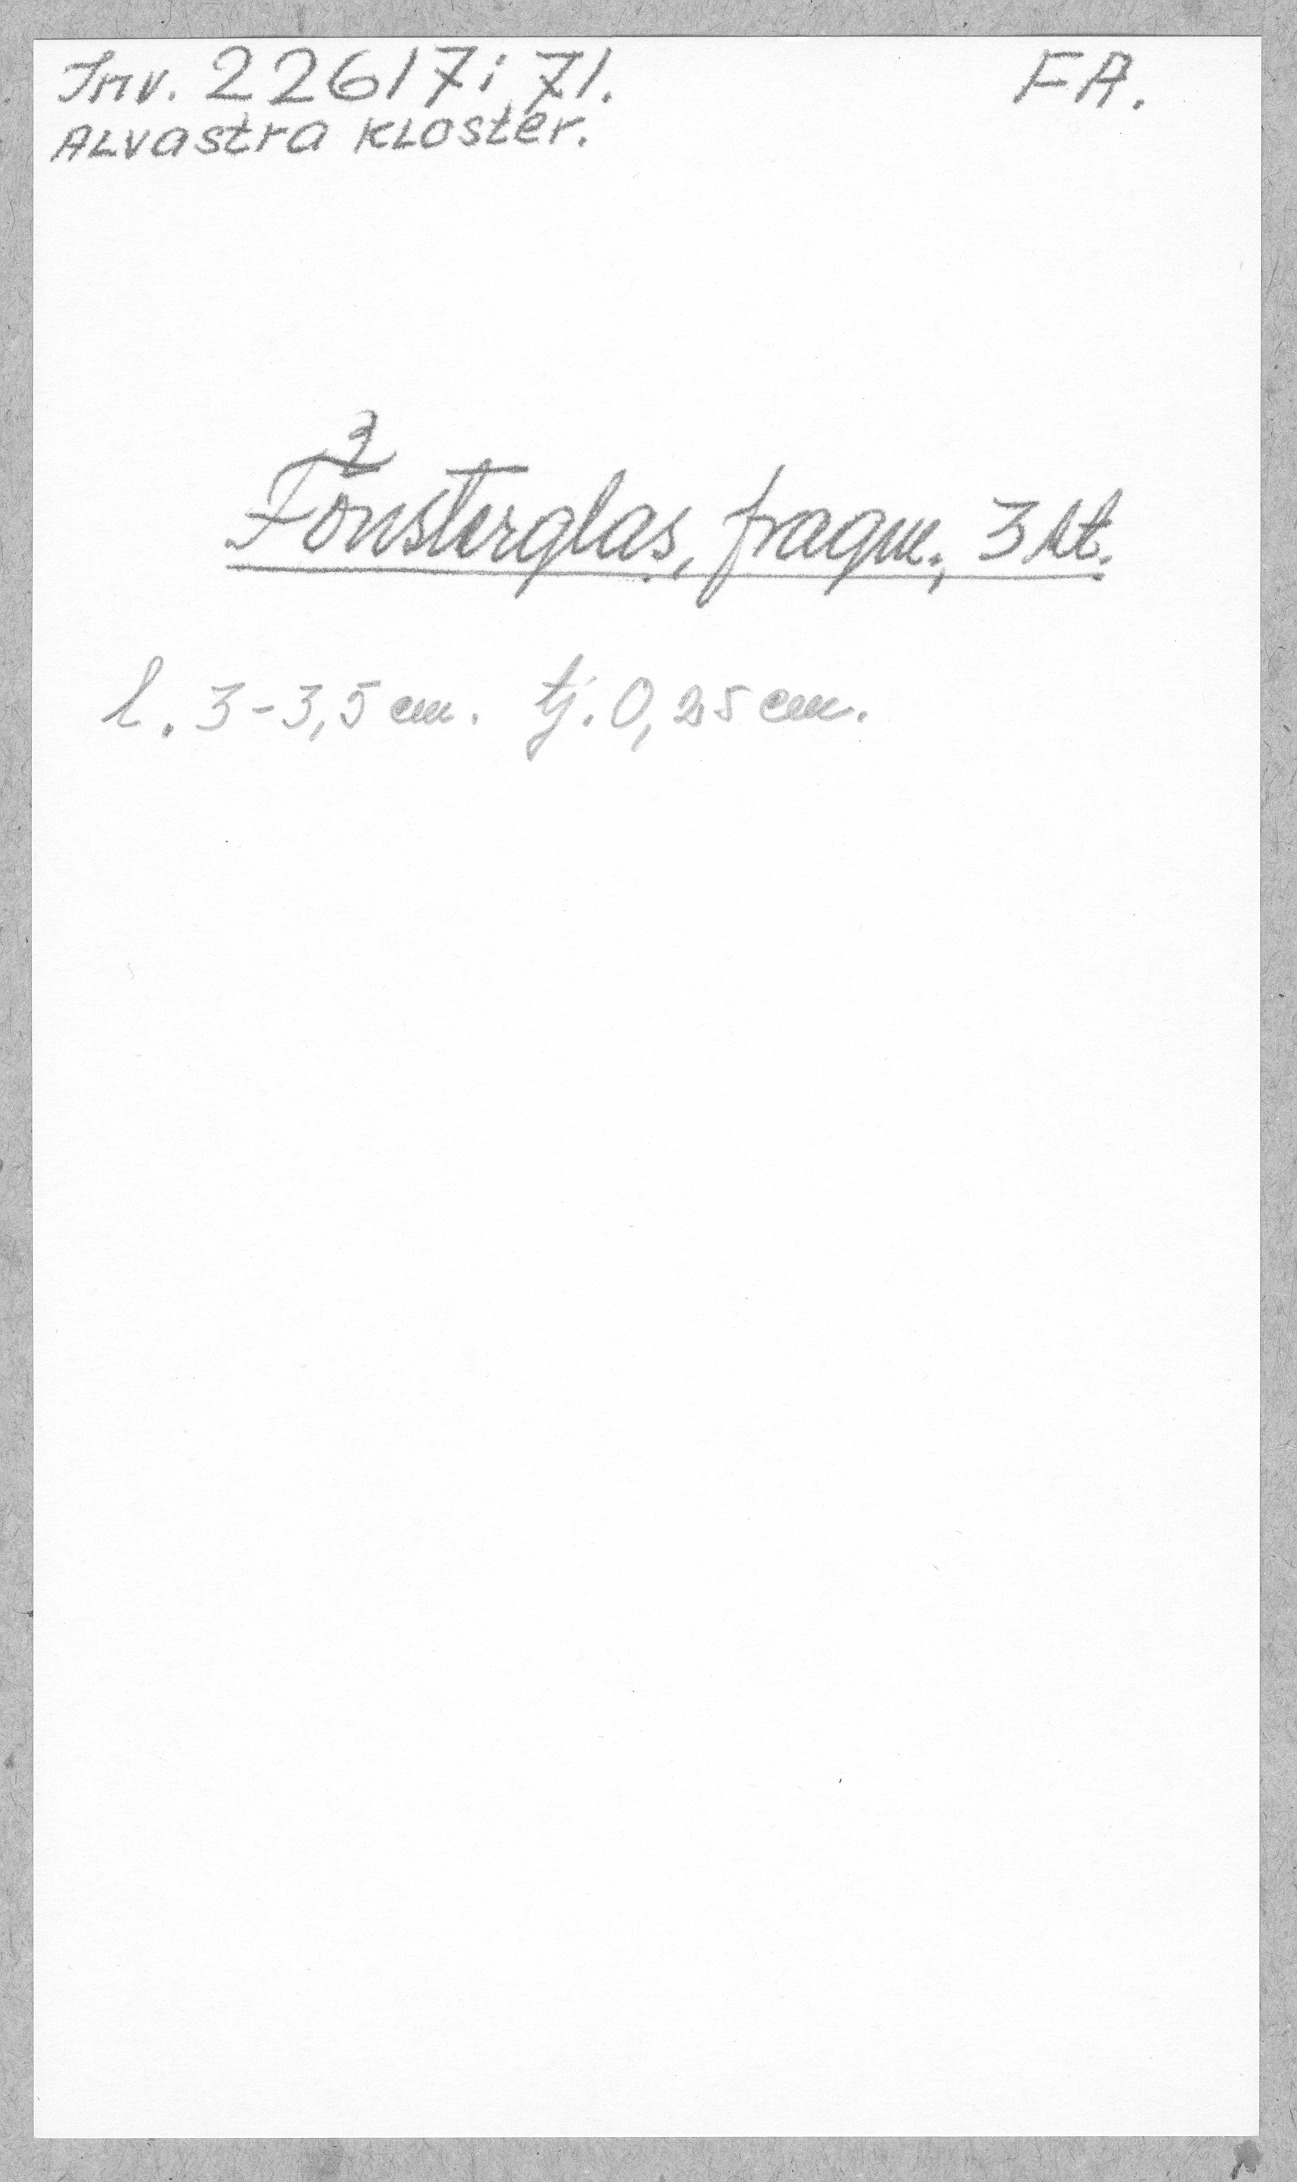 Inv. 22617:71. FA.
ALVastra KLoster.
Fönsterglas, fragm., 3 st.
l. 3-3,5 cm. tj. 0,25 cm.